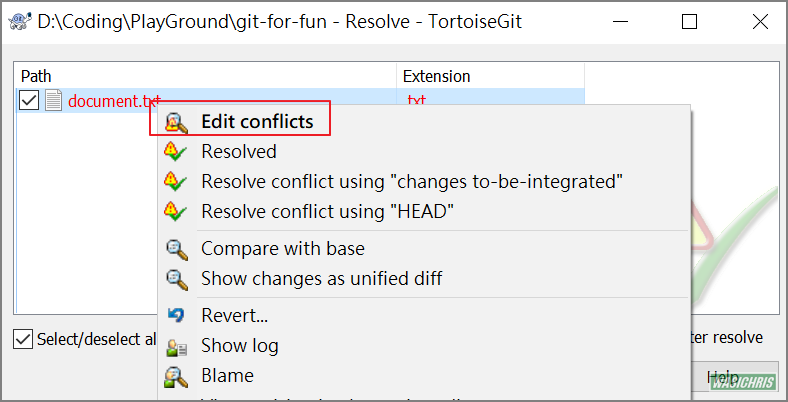 D:\Coding\PlayGround\git-for-fun - Resolve - TortoiseGit
Path Extension
document.txt .txt
Edit conflicts
Resolved
Resolve conflict using "changes to-be-integrated"
Resolve conflict using "HEAD"
Compare with base
Show changes as unified diff
Revert...
Show log
Blame
Select/deselect al
ter resolve
Help
WASICHRIS